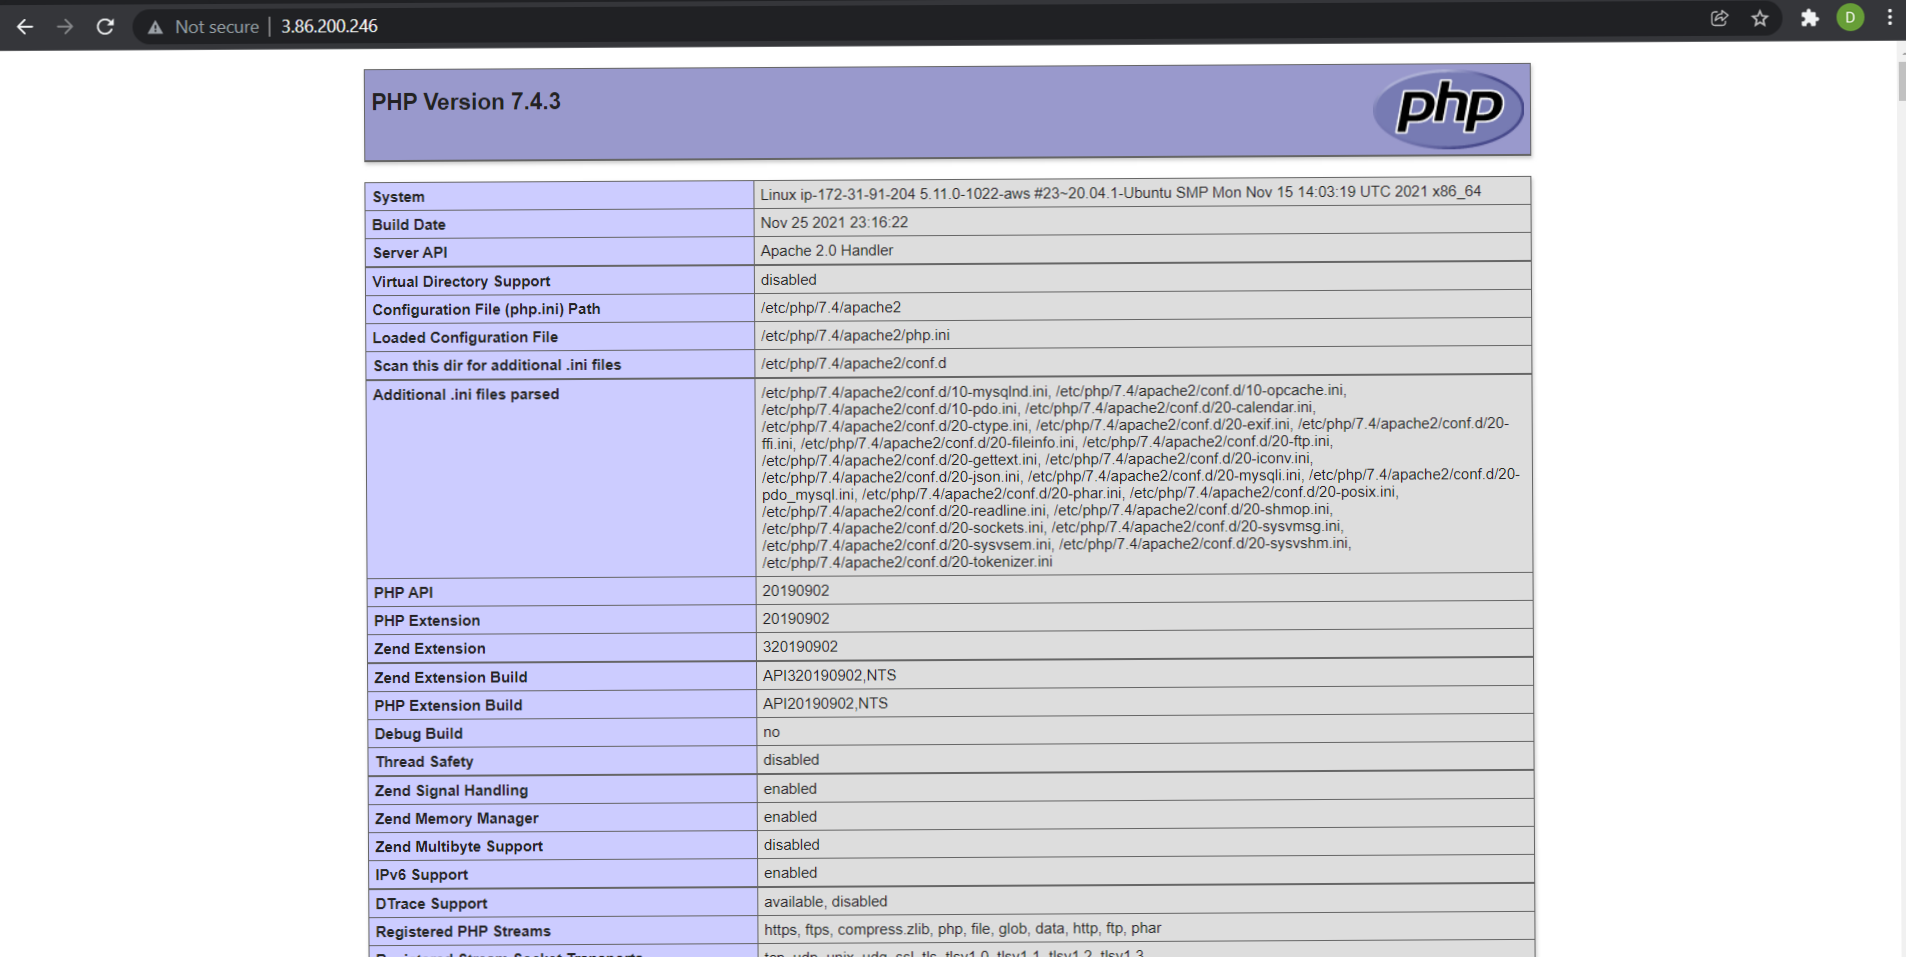 Not secure | 3.86.200.246
D
PHP Version 7.4.3
php
System Linux ip-172-31-91-204 5.11.0-1022-aws #23~20.04.1-Ubuntu SMP Mon Nov 15 14:03:19 UTC 2021 x86_64
Build Date Nov 25 2021 23:16:22
Server API Apache 2.0 Handler
Virtual Directory Support disabled
Configuration File (php.ini) Path /etc/php/7.4/apache2
Loaded Configuration File /etc/php/7.4/apache2/php.ini
Scan this dir for additional .ini files /etc/php/7.4/apache2/conf.d
Additional .ini files parsed /etc/php/7.4/apache2/conf.d/10-mysqlnd.ini, /etc/php/7.4/apache2/conf.d/10-opcache.ini,
/etc/php/7.4/apache2/conf.d/10-pdo.ini, /etc/php/7.4/apache2/conf.d/20-calendar.ini,
/etc/php/7.4/apache2/conf.d/20-ctype.ini, /etc/php/7.4/apache2/conf.d/20-exif.ini, /etc/php/7.4/apache2/conf.d/20-
ffi.ini, /etc/php/7.4/apache2/conf.d/20-fileinfo.ini, /etc/php/7.4/apache2/conf.d/20-ftp.ini,
/etc/php/7.4/apache2/conf.d/20-gettext.ini, /etc/php/7.4/apache2/conf.d/20-iconv.ini,
/etc/php/7.4/apache2/conf.d/20-json.ini, /etc/php/7.4/apache2/conf.d/20-mysqli.ini, /etc/php/7.4/apache2/conf.d/20-
pdo_mysql.ini, /etc/php/7.4/apache2/conf.d/20-phar.ini, /etc/php/7.4/apache2/conf.d/20-posix.ini,
/etc/php/7.4/apache2/conf.d/20-readline.ini, /etc/php/7.4/apache2/conf.d/20-shmop.ini,
/etc/php/7.4/apache2/conf.d/20-sockets.ini, /etc/php/7.4/apache2/conf.d/20-sysvmsg.ini,
/etc/php/7.4/apache2/conf.d/20-sysvsem.ini, /etc/php/7.4/apache2/conf.d/20-sysvshm.ini,
/etc/php/7.4/apache2/conf.d/20-tokenizer.ini
PHP API 20190902
PHP Extension 20190902
Zend Extension 320190902
Zend Extension Build API320190902,NTS
PHP Extension Build API20190902,NTS
Debug Build no
Thread Safety disabled
Zend Signal Handling enabled
Zend Memory Manager enabled
Zend Multibyte Support disabled
IPv6 Support enabled
DTrace Support available, disabled
Registered PHP Streams https, ftps, compress.zlib, php, file, glob, data, http, ftp, phar
Registered Stream Socket Transports tcp, udp, unix, udg, ssl, tls, tlsv1.0, tlsv1.1, tlsv1.2, tlsv1.3